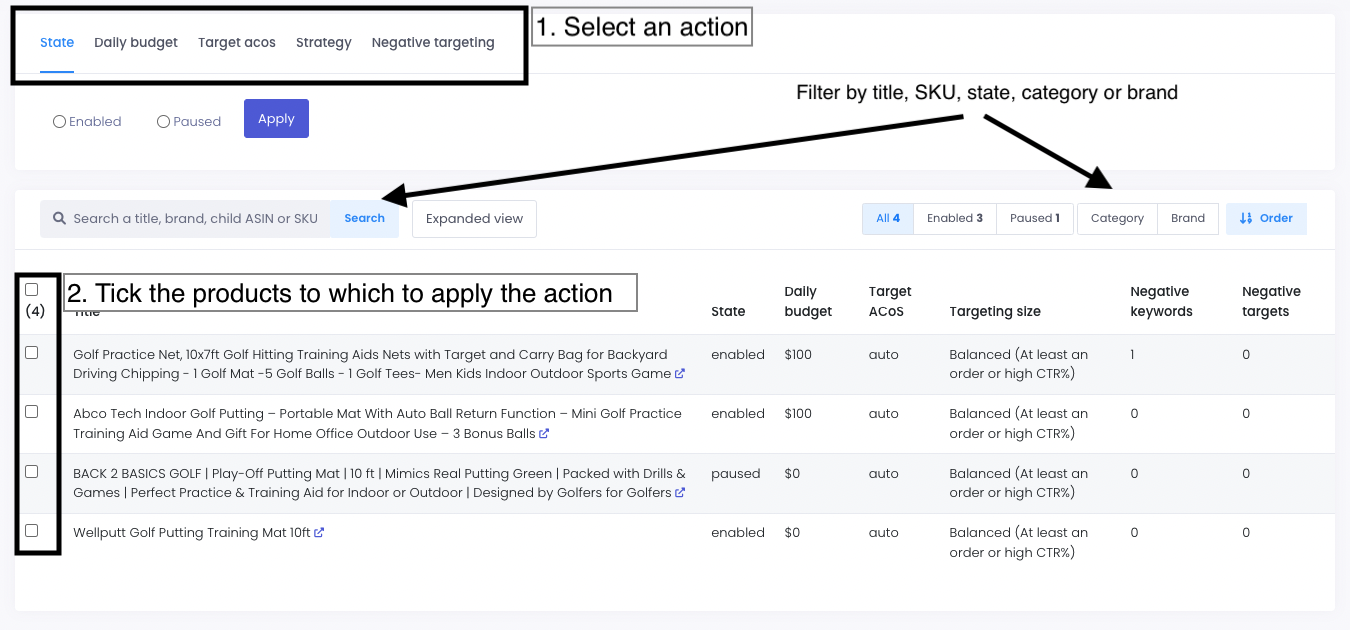 1. Select an action
State Daily budget Target acos Strategy Negative targeting
Filter by title, SKU, state, category or brand
Enabled Paused Apply
Search a title, brand, child ASIN or SKU Search Expanded view All 4 Enabled 3 Paused 1 Category Brand Order
2. Tick the products to which to apply the action
(4) Title State Daily budget Target ACoS Targeting size Negative keywords Negative targets
Golf Practice Net, 10x7ft Golf Hitting Training Aids Nets with Target and Carry Bag for Backyard enabled $100 auto Balanced (At least an 1 0
Driving Chipping - 1 Golf Mat -5 Golf Balls - 1 Golf Tees- Men Kids Indoor Outdoor Sports Game order or high CTR%)
Abco Tech Indoor Golf Putting – Portable Mat With Auto Ball Return Function – Mini Golf Practice enabled $100 auto Balanced (At least an 0 0
Training Aid Game And Gift For Home Office Outdoor Use – 3 Bonus Balls order or high CTR%)
BACK 2 BASICS GOLF | Play-Off Putting Mat | 10 ft | Mimics Real Putting Green | Packed with Drills & paused $0 auto Balanced (At least an 0 0
Games | Perfect Practice & Training Aid for Indoor or Outdoor | Designed by Golfers for Golfers order or high CTR%)
Wellputt Golf Putting Training Mat 10ft enabled $0 auto Balanced (At least an 0 0
order or high CTR%)